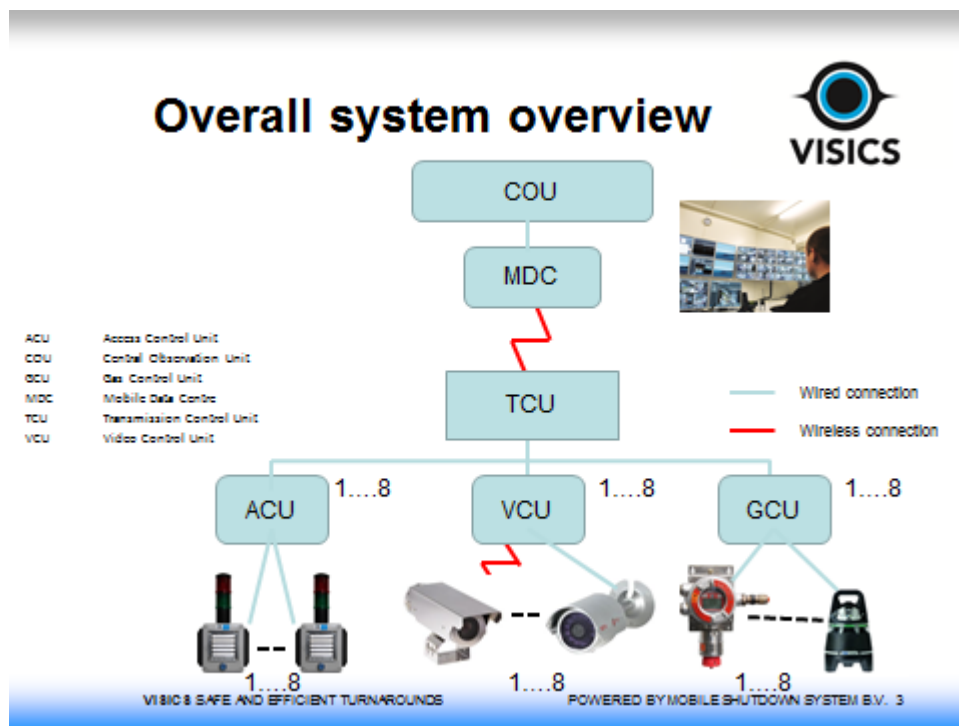 Overall system overview
VISICS
COU
MDC
ACU Access Control Unit
COU Central Observation Unit
GCU Gas Control Unit
MDC Mobile Data Centre
TCU Transmission Control Unit
VCU Video Control Unit
TCU
Wired connection
Wireless connection
ACU 1....8 VCU 1....8 GCU 1....8
1....8 1....8 1....8
VISICS SAFE AND EFFICIENT TURNAROUNDS POWERED BY MOBILE SHUTDOWN SYSTEM B.V. 3